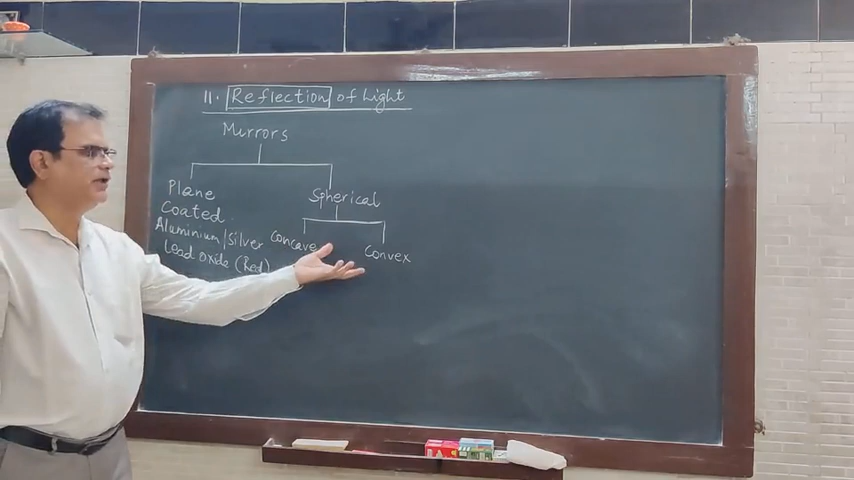 11. Reflection of Light
Mirrors
Plane
Coated
Aluminium/Silver
Lead oxide (Red)
Spherical
Concave
Convex